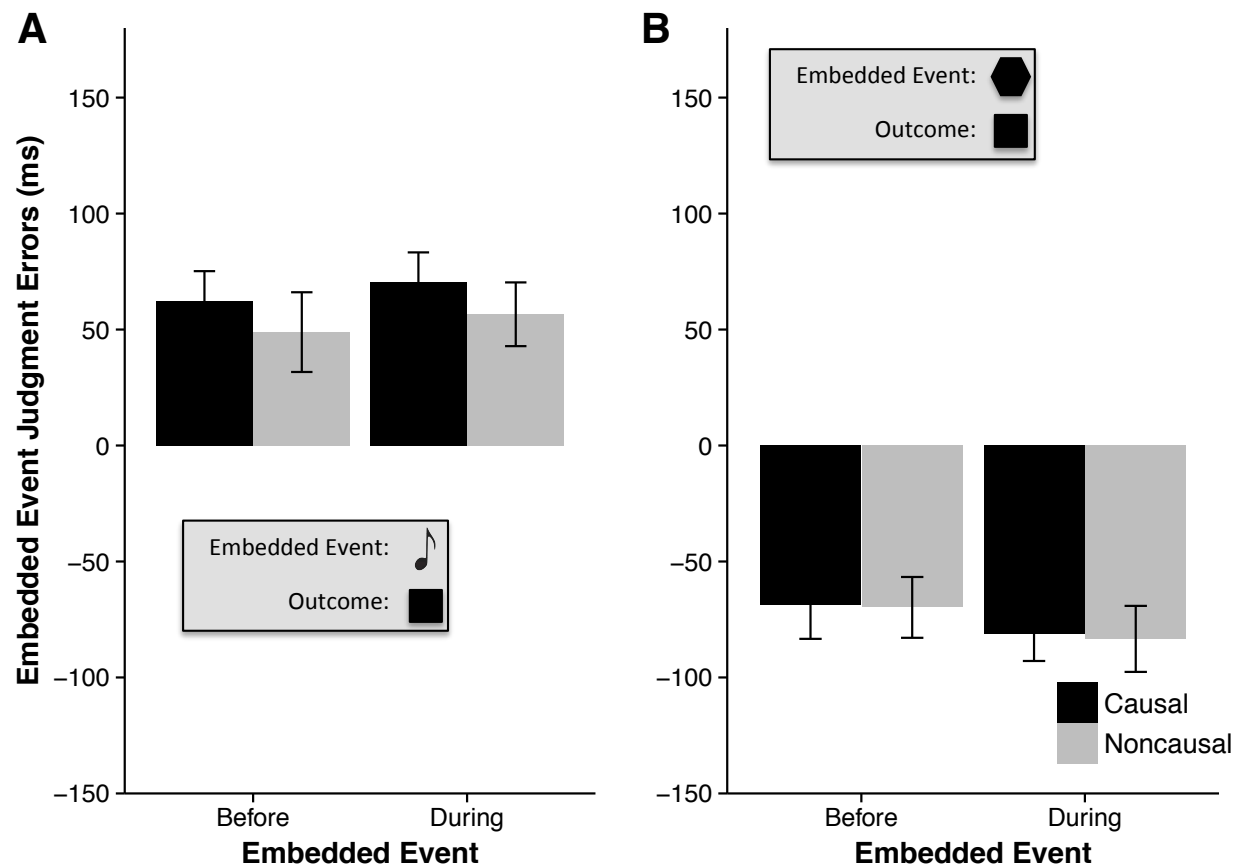 A
Embedded Event Judgment Errors (ms)
150
100
50
0
−50
−100
−150
Embedded Event:
Outcome:
Before During
Embedded Event
B
150
100
50
0
−50
−100
−150
Embedded Event:
Outcome:
Causal
Noncausal
Before During
Embedded Event